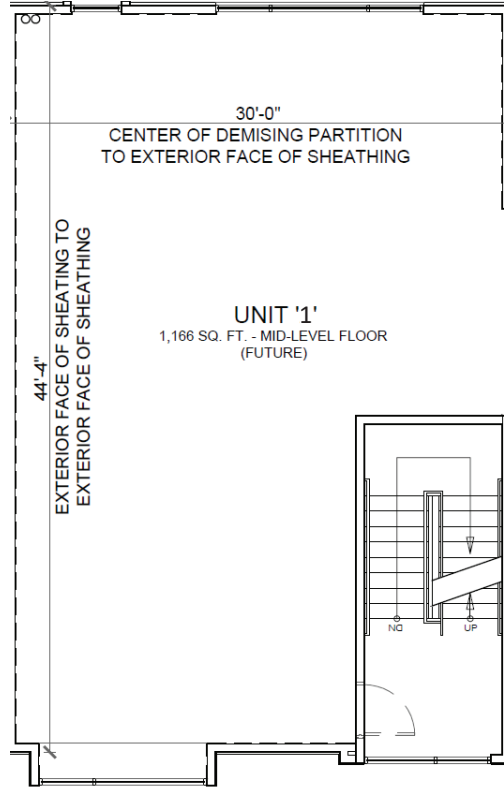 30'-0"
CENTER OF DEMISING PARTITION
TO EXTERIOR FACE OF SHEATHING
44'-4"
EXTERIOR FACE OF SHEATING TO
EXTERIOR FACE OF SHEATHING
UNIT '1'
1,166 SQ. FT. - MID-LEVEL FLOOR
(FUTURE)
DN
UP